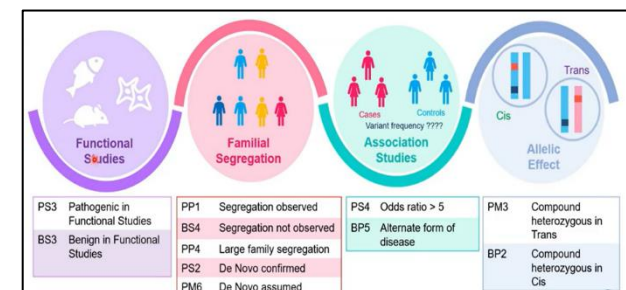 Functional
Studies
Familial
Segregation
Cases
Controls
Variant frequency ????
Association
Studies
Cis
Trans
Allelic
Effect
PS3 Pathogenic in
Functional Studies
BS3 Benign in Functional
Studies
PP1 Segregation observed
BS4 Segregation not observed
PP4 Large family segregation
PS2 De Novo confirmed
PM6 De Novo assumed
PS4 Odds ratio > 5
BP5 Alternate form of
disease
PM3 Compound
heterozygous in
Trans
BP2 Compound
heterozygous in
Cis